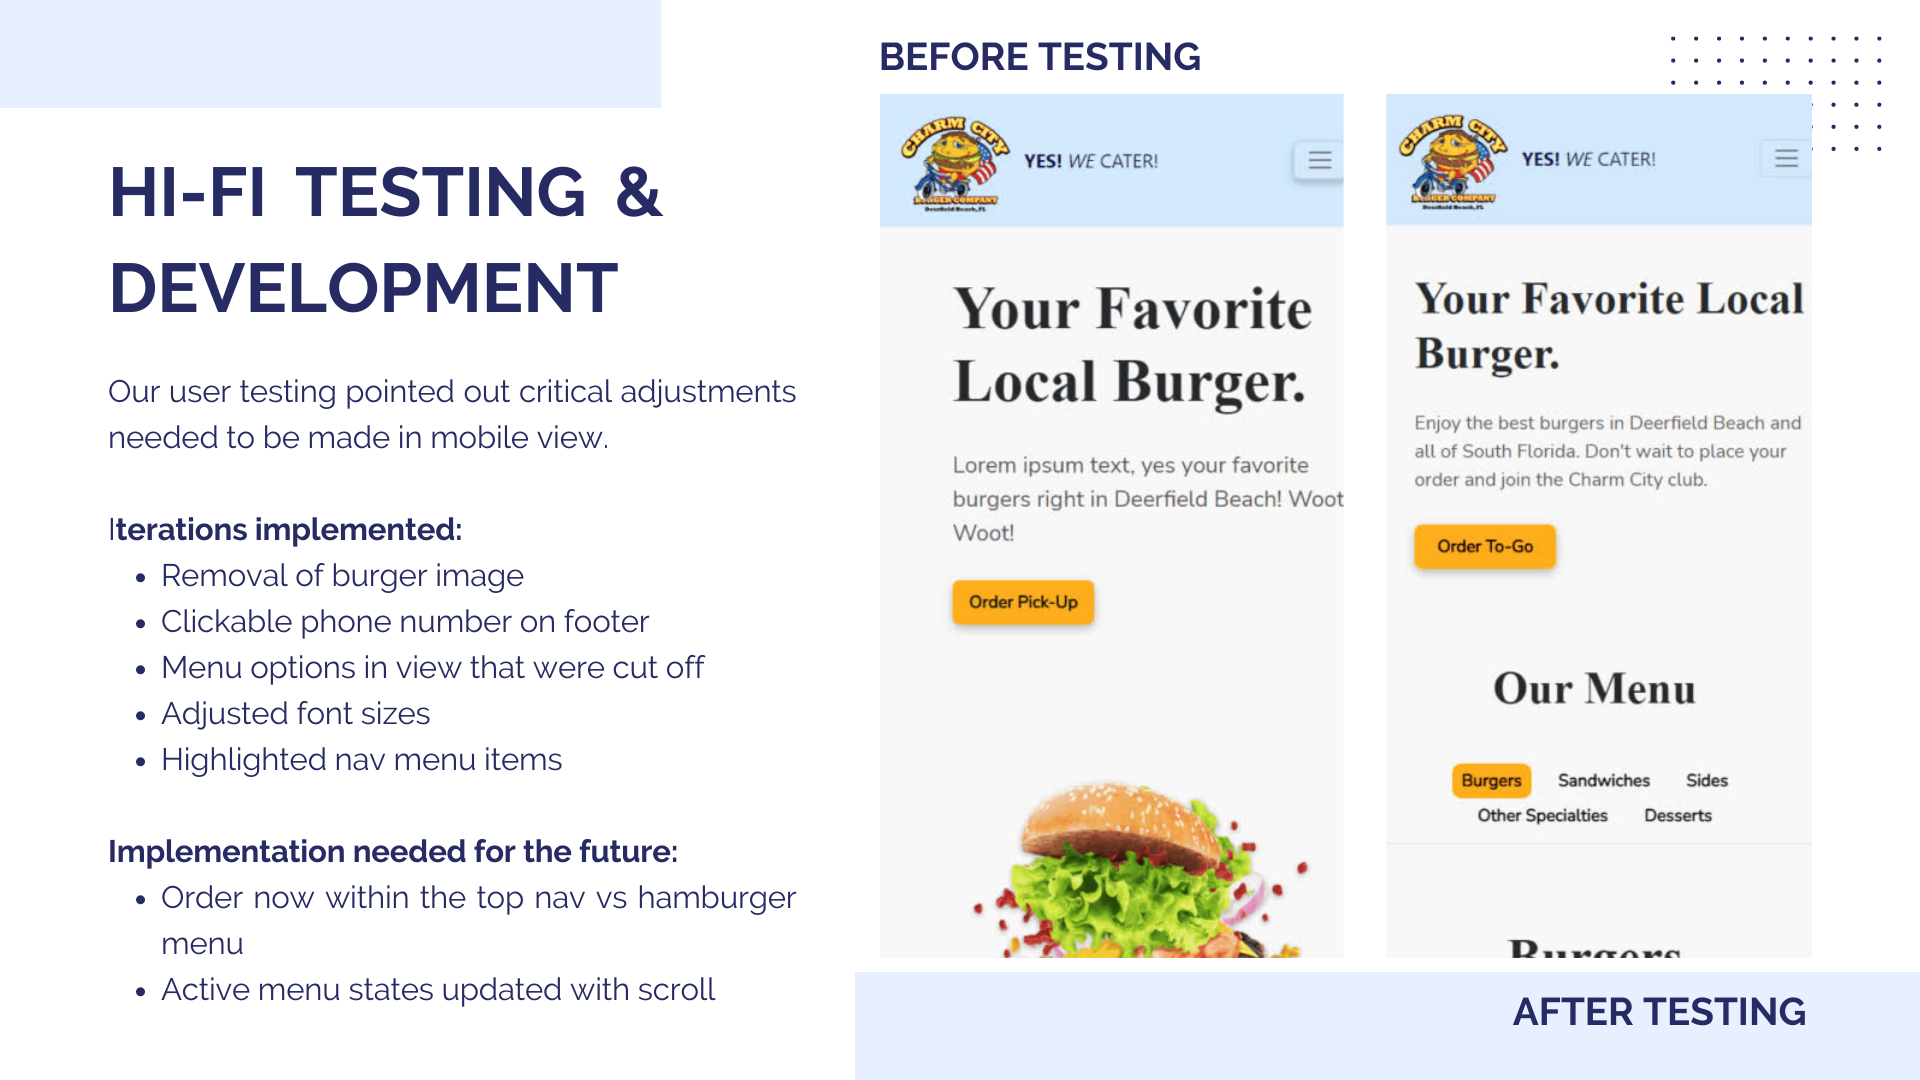 HI-FI TESTING &
DEVELOPMENT
Our user testing pointed out critical adjustments
needed to be made in mobile view.
Iterations implemented:
• Removal of burger image
• Clickable phone number on footer
• Menu options in view that were cut off
• Adjusted font sizes
• Highlighted nav menu items
Implementation needed for the future:
• Order now within the top nav vs hamburger
menu
• Active menu states updated with scroll
BEFORE TESTING
CHARM CITY
BURGER COMPANY
Deerfield Beach, FL
YES! WE CATER!
Your Favorite
Local Burger.
Lorem ipsum text, yes your favorite
burgers right in Deerfield Beach! Woot
Woot!
Order Pick-Up
CHARM CITY
BURGER COMPANY
Deerfield Beach, FL
YES! WE CATER!
Your Favorite Local
Burger.
Enjoy the best burgers in Deerfield Beach and
all of South Florida. Don't wait to place your
order and join the Charm City club.
Order To-Go
Our Menu
Burgers Sandwiches Sides
Other Specialties Desserts
Burgers
AFTER TESTING